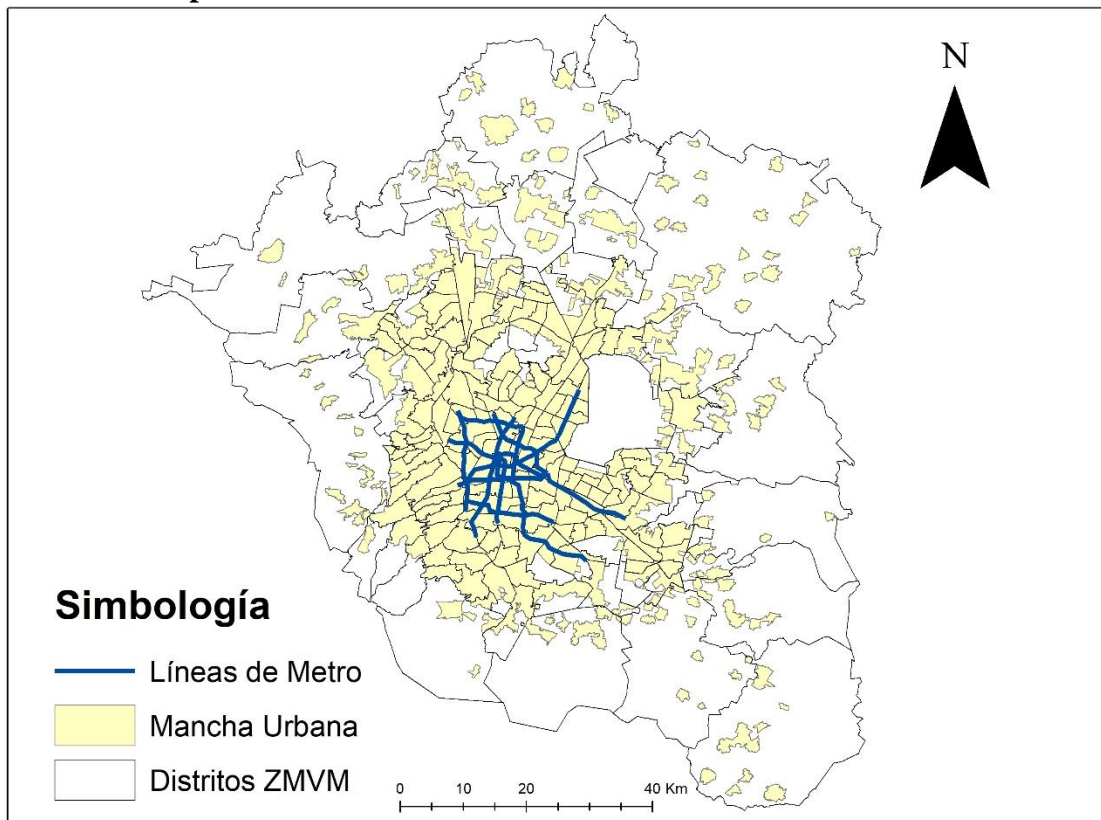 N
Simbología
Líneas de Metro
Mancha Urbana
Distritos ZMVM
0 10 20 40 Km